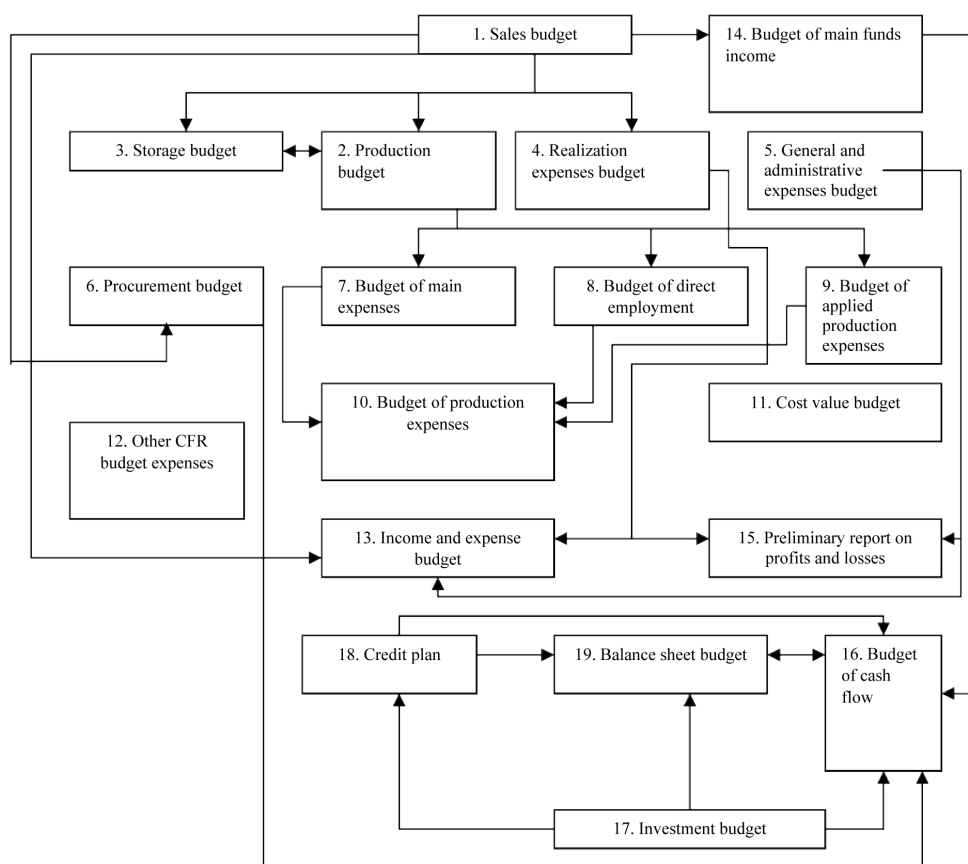 1. Sales budget
14. Budget of main funds
income
3. Storage budget
2. Production
budget
4. Realization
expenses budget
5. General and
administrative
expenses budget
6. Procurement budget
7. Budget of main
expenses
8. Budget of direct
employment
9. Budget of
applied
production
expenses
10. Budget of production
expenses
11. Cost value budget
12. Other CFR
budget expenses
13. Income and expense
budget
15. Preliminary report on
profits and losses
18. Credit plan
19. Balance sheet budget
16. Budget
of cash
flow
17. Investment budget